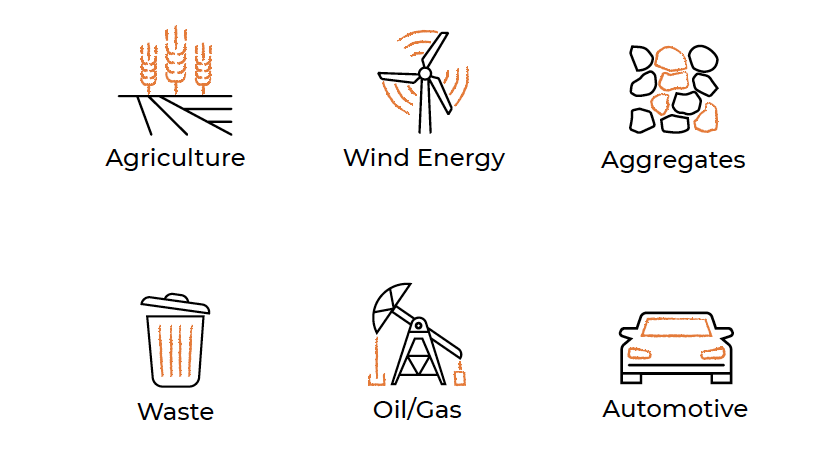 Agriculture
Wind Energy
Aggregates
Waste
Oil/Gas
Automotive